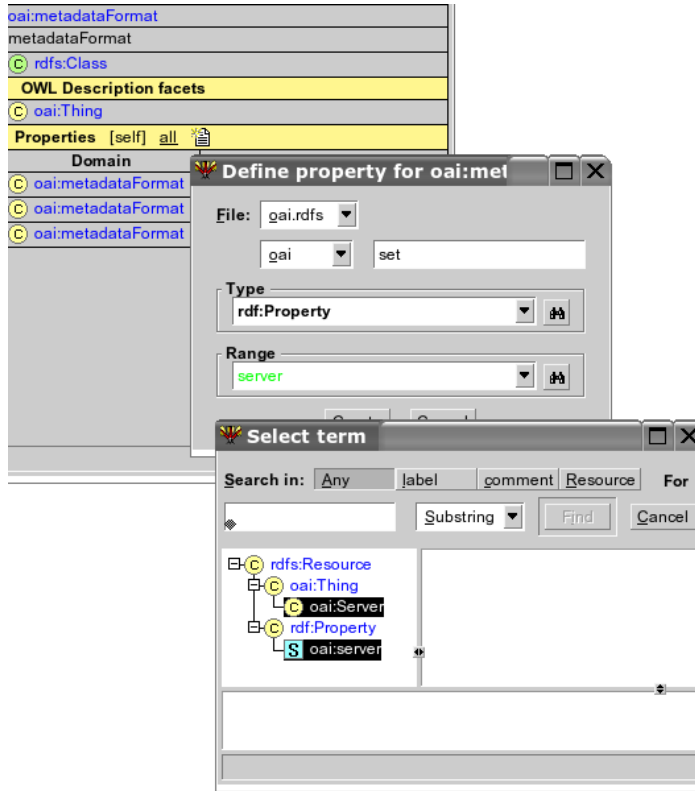 oai:metadataFormat
metadataFormat
C rdfs:Class
OWL Description facets
C oai:Thing
Properties [self] all
Domain
C oai:metadataFormat
C oai:metadataFormat
C oai:metadataFormat
Define property for oai:met
File: oai.rdfs
oai set
Type
rdf:Property
Range
server
Select term
Search in: Any label comment Resource For
Substring Find Cancel
C rdfs:Resource
C oai:Thing
C oai:Server
C rdf:Property
S oai:server